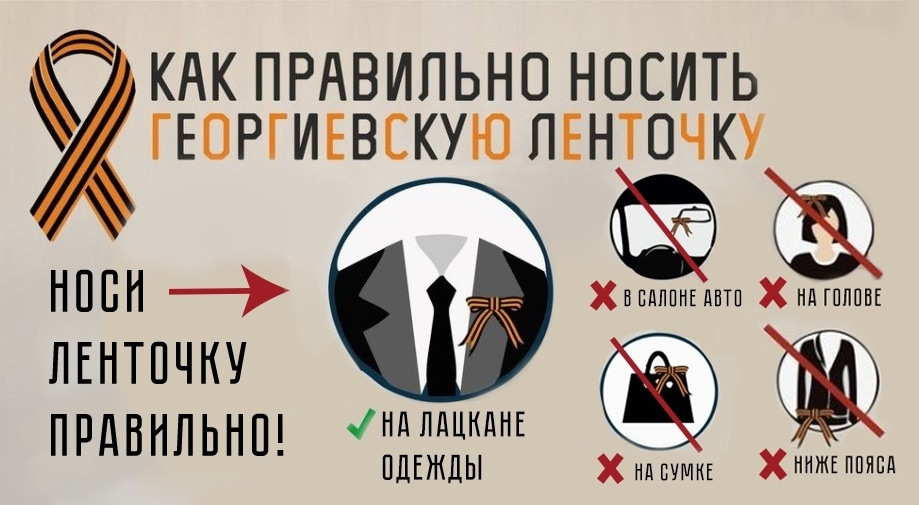 КАК ПРАВИЛЬНО НОСИТЬ
ГЕОРГИЕВСКУЮ ЛЕНТОЧКУ
НОСИ
ЛЕНТОЧКУ
ПРАВИЛЬНО!
НА ЛАЦКАНЕ
ОДЕЖДЫ
В САЛОНЕ АВТО
НА ГОЛОВЕ
НА СУМКЕ
НИЖЕ ПОЯСА